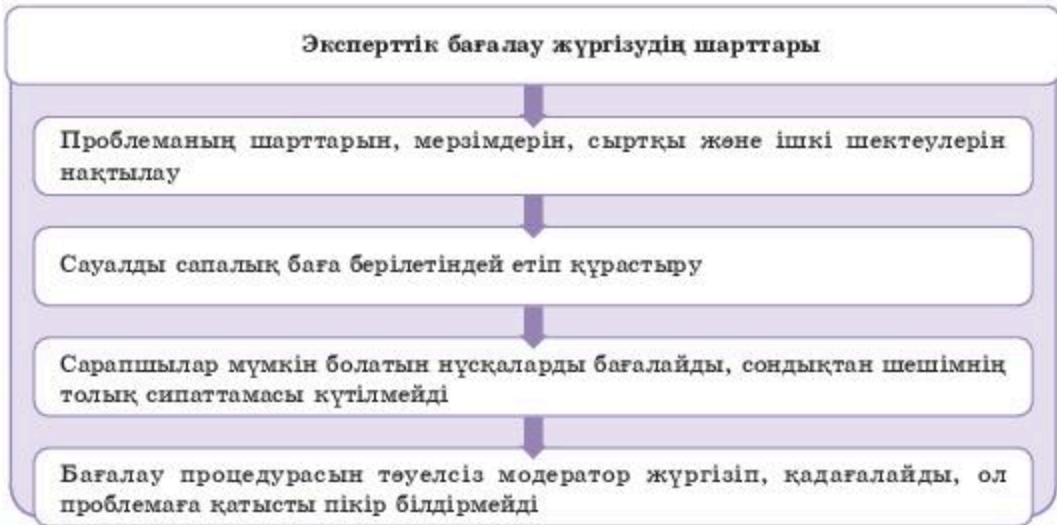 Эксперттік бағалау жүргізудің шарттары
Проблеманың шарттарын, мерзімдерін, сыртқы және ішкі шектеулерін
нақтылау
Сауалды сапалық баға берілетіндей етіп құрастыру
Сарапшылар мүмкін болатын нұсқаларды бағалайды, сондықтан шешімнің
толық сипаттамасы күтілмейді
Бағалау процедурасын тәуелсіз модератор жүргізіп, қадағалайды, ол
проблемаға қатысты пікір білдірмейді